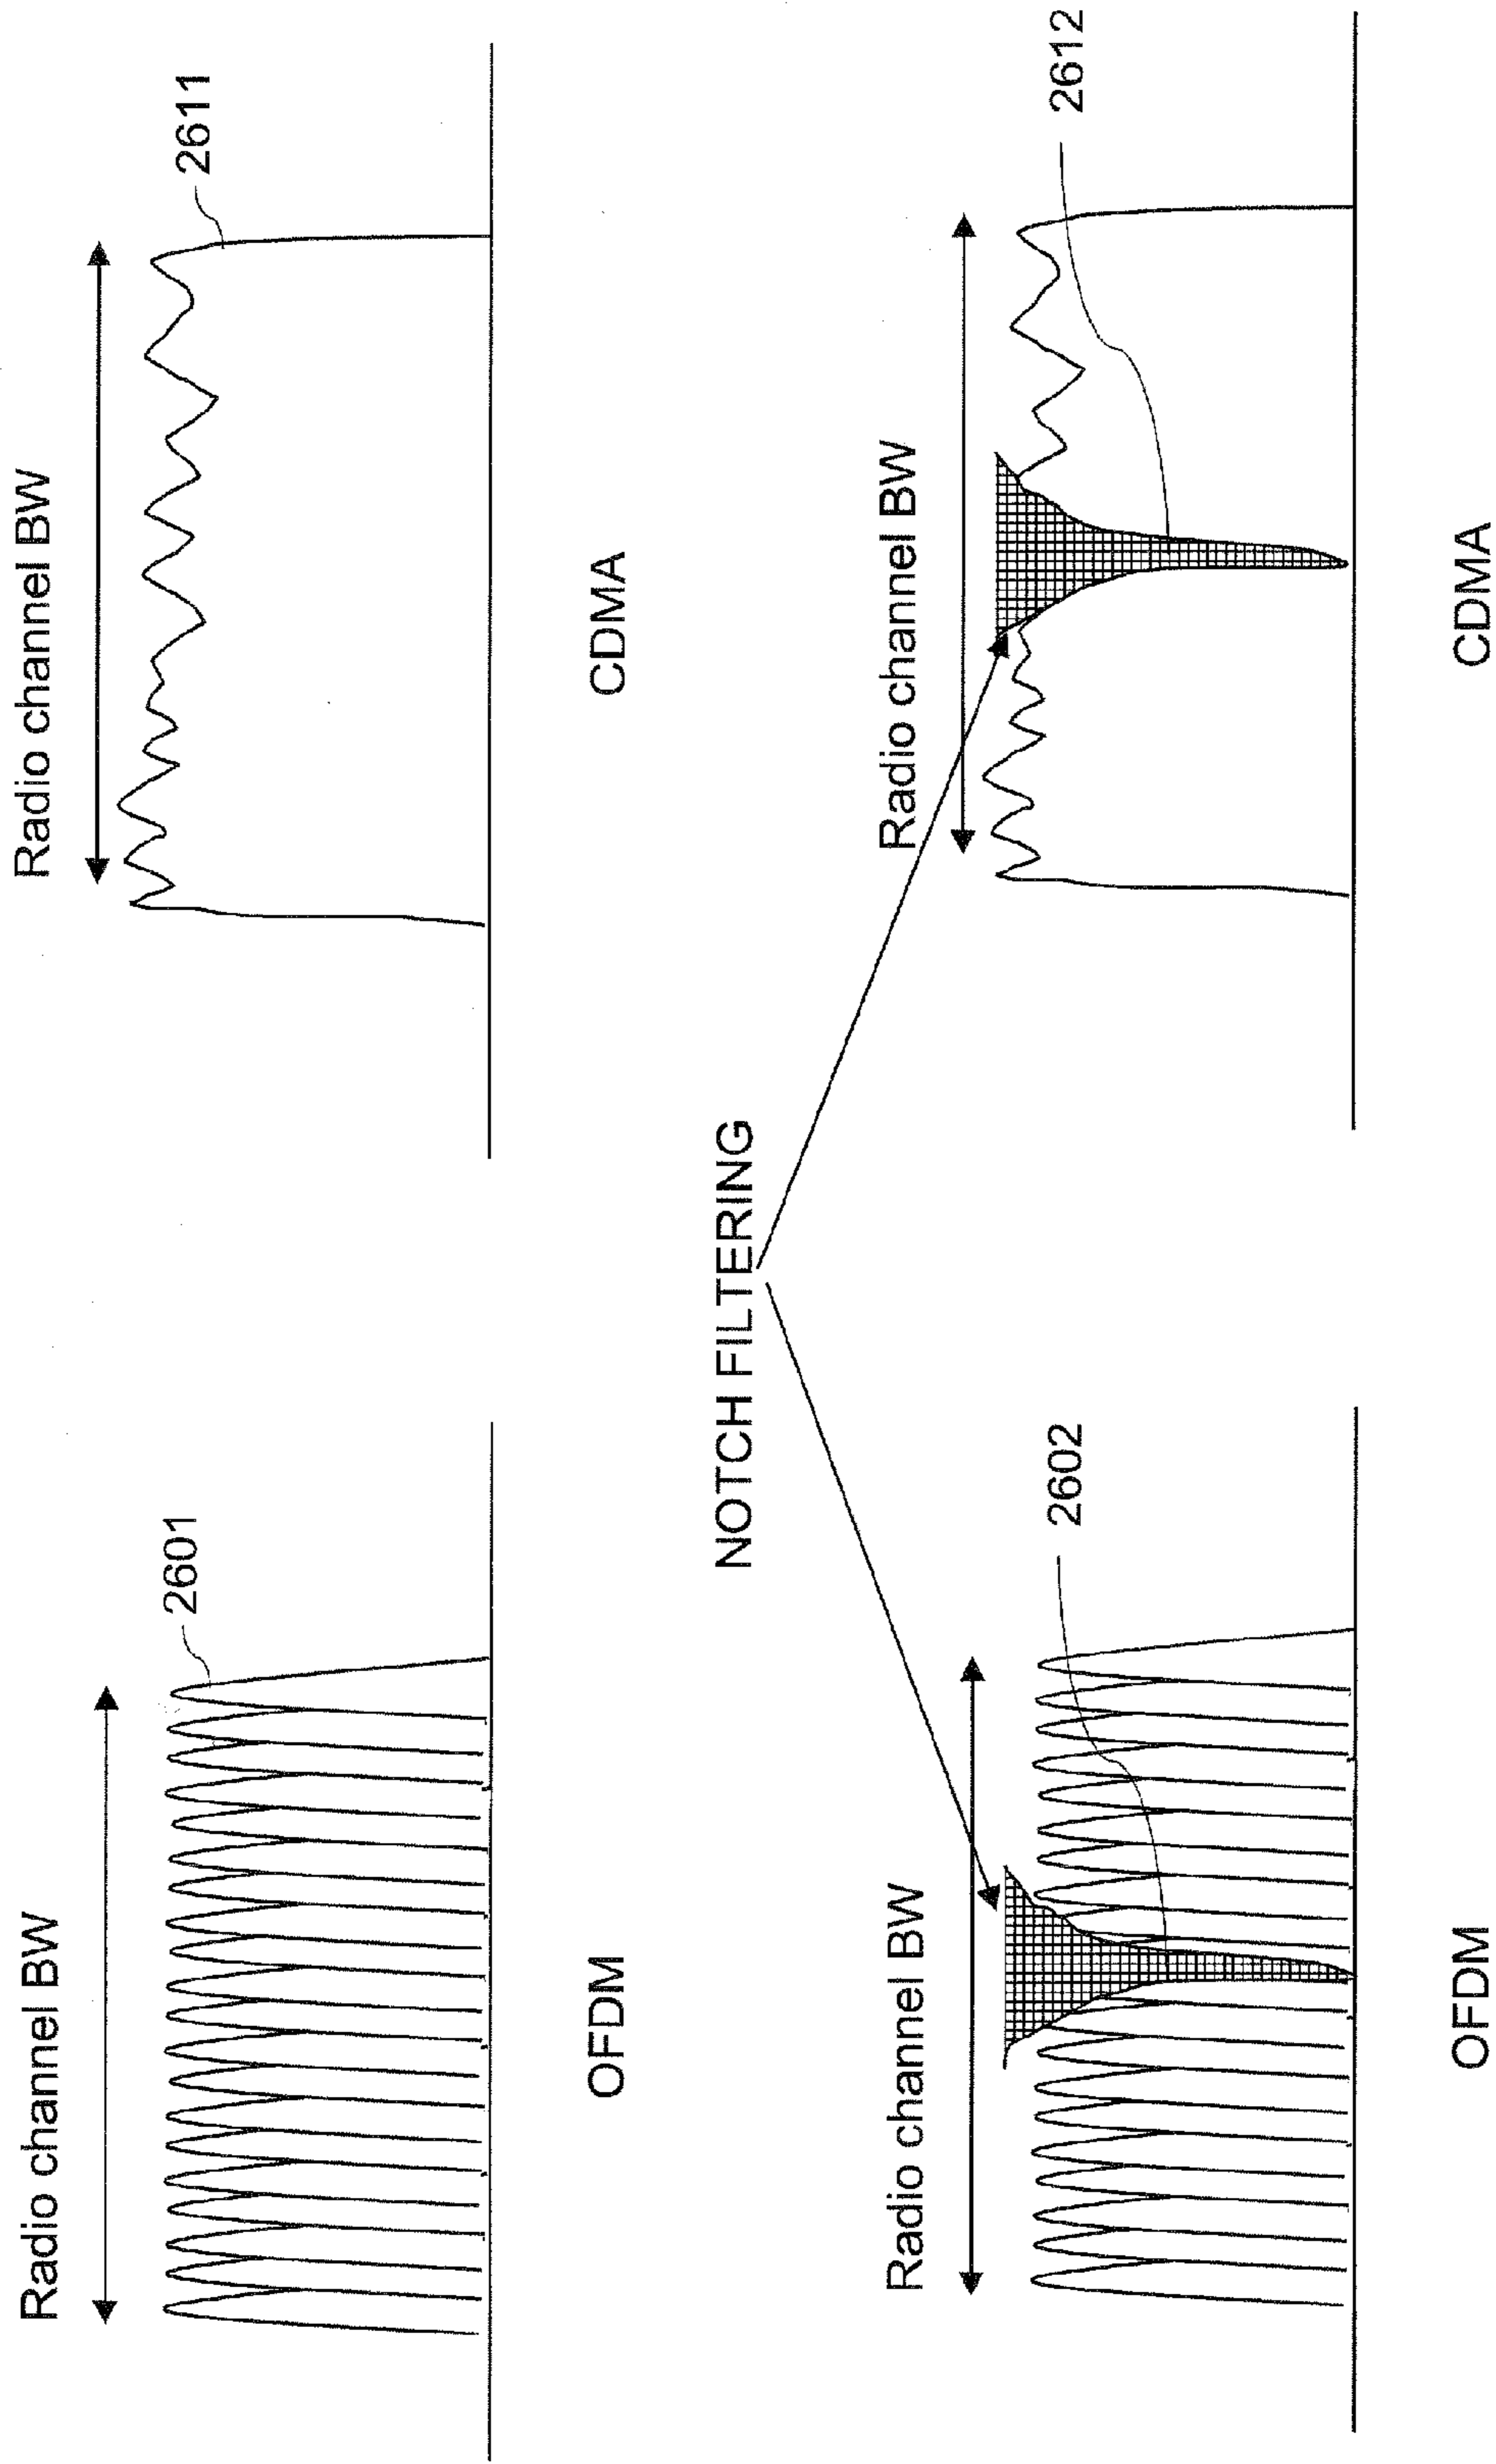 Radio channel BW
2601
OFDM
Radio channel BW
2611
CDMA
NOTCH FILTERING
Radio channel BW
2602
OFDM
Radio channel BW
2612
CDMA